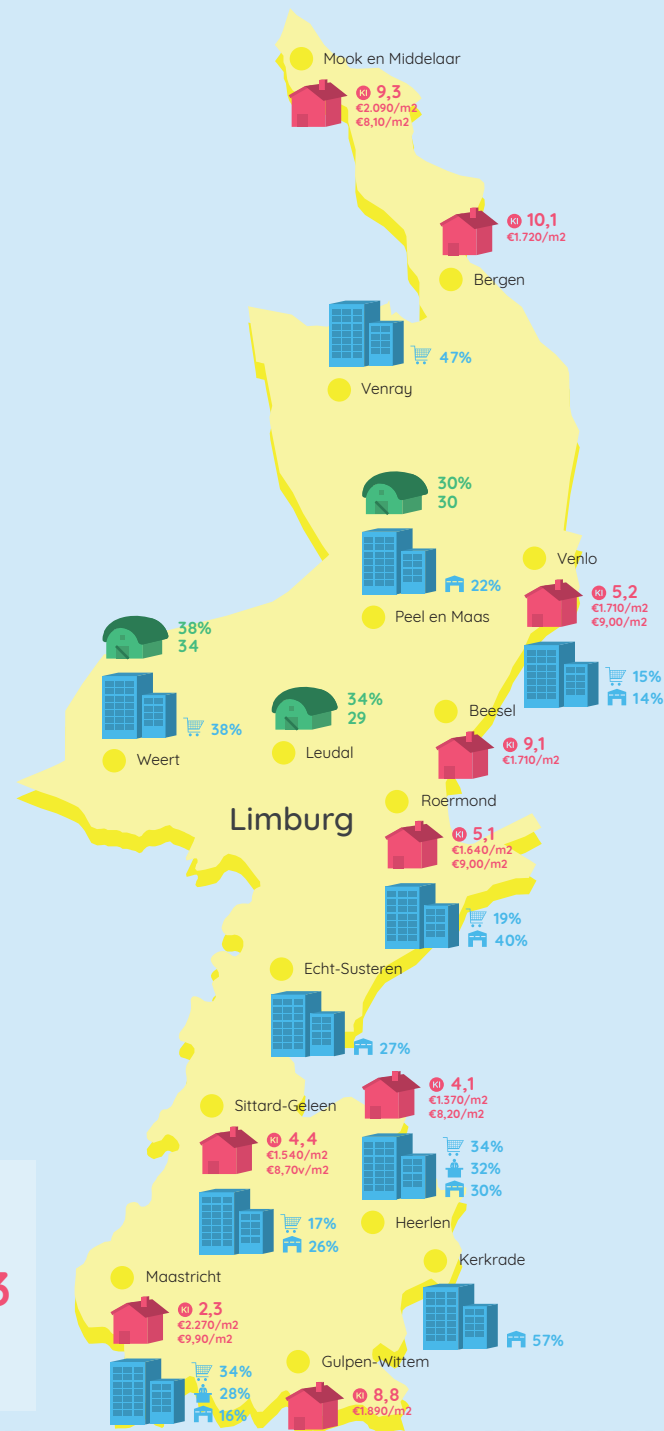 Mook en Middelaar
KI 9,3
€2.090/m2
€8,10/m2
KI 10,1
€1.720/m2
Bergen
47%
Venray
30%
30
22%
Peel en Maas
Venlo
KI 5,2
€1.710/m2
€9,00/m2
15%
14%
38%
34
38%
Weert
34%
29
Leudal
Beesel
KI 9,1
€1.710/m2
Limburg
Roermond
KI 5,1
€1.640/m2
€9,00/m2
19%
40%
Echt-Susteren
27%
KI 4,1
€1.370/m2
€8,20/m2
34%
32%
30%
Heerlen
Sittard-Geleen
KI 4,4
€1.540/m2
€8,70v/m2
17%
26%
Kerkrade
57%
Maastricht
KI 2,3
€2.270/m2
€9,90/m2
34%
28%
16%
Gulpen-Wittem
KI 8,8
€1.890/m2
3